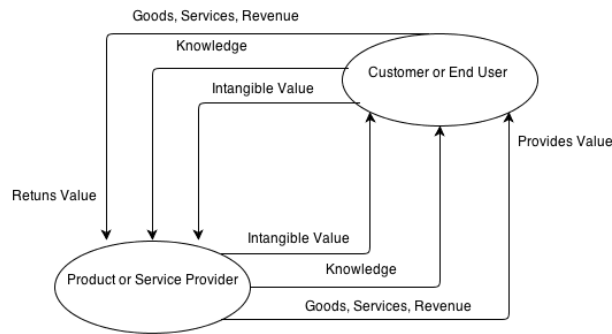 Goods, Services, Revenue
Knowledge
Customer or End User
Intangible Value
Provides Value
Retuns Value
Intangible Value
Knowledge
Product or Service Provider
Goods, Services, Revenue